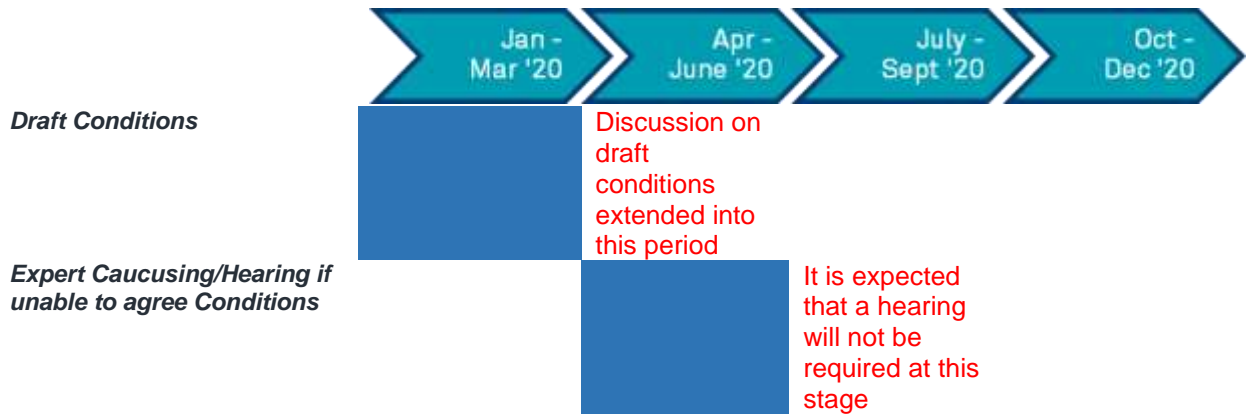 Jan -
Mar '20
Apr -
June '20
July -
Sept '20
Oct -
Dec '20
Draft Conditions
Discussion on
draft
conditions
extended into
this period
Expert Caucusing/Hearing if
unable to agree Conditions
It is expected
that a hearing
will not be
required at this
stage